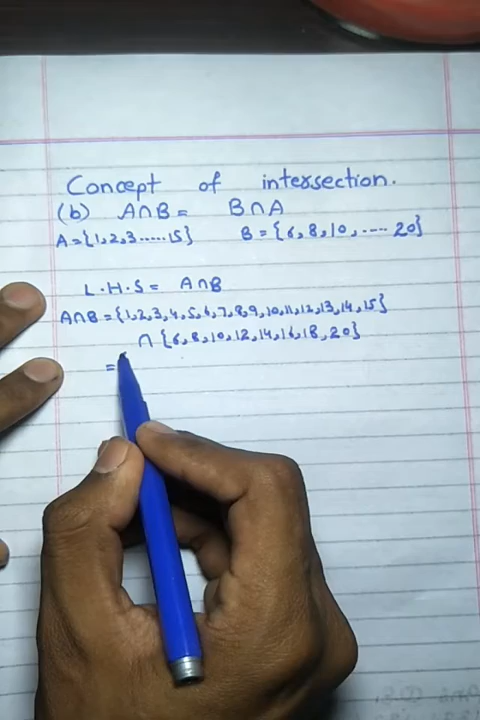 Concept of intersection.
(b) A∩B = B∩A
A={1,2,3.....15} B={6,8,10,....20}
L.H.S = A∩B
A∩B={1,2,3,4,5,6,7,8,9,10,11,12,13,14,15}
∩ {6,8,10,12,14,16,18,20}
=